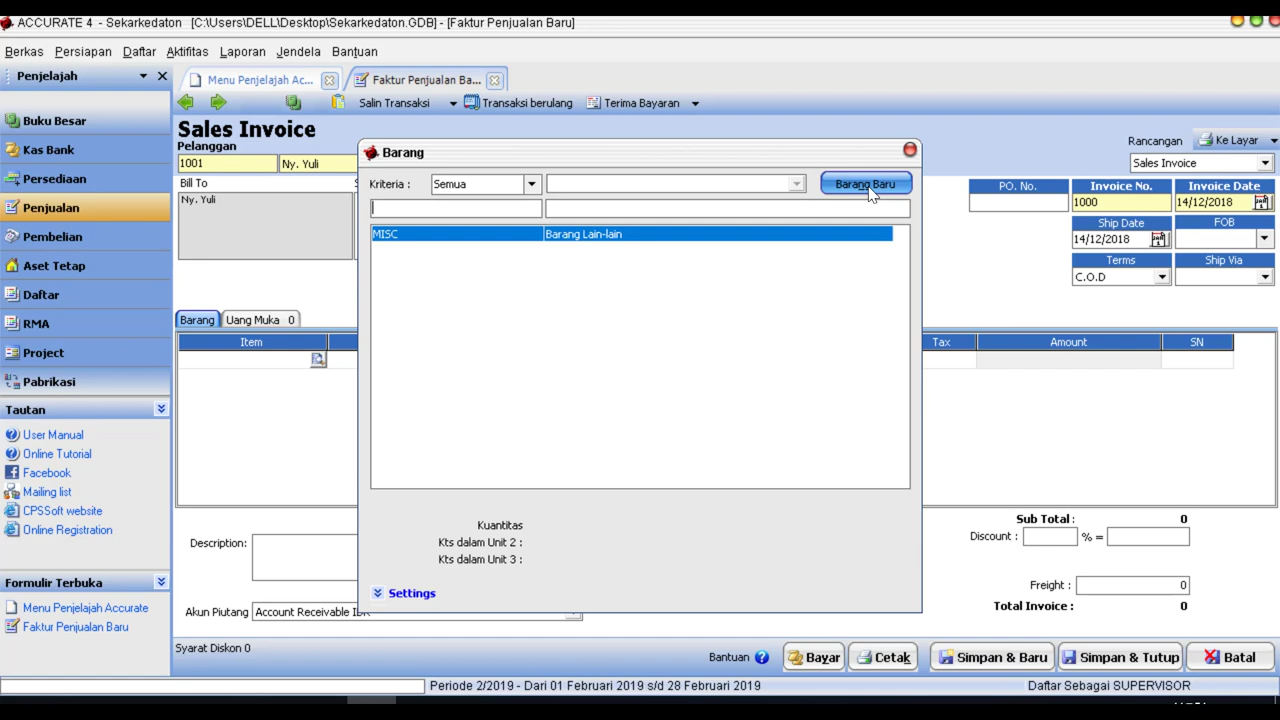 ACCURATE 4 - Sekarkedaton [C:\Users\DELL\Desktop\Sekarkedaton.GDB] - [Faktur Penjualan Baru]
Berkas Persiapan Daftar Aktifitas Laporan Jendela Bantuan
Penjelajah
Menu Penjelajah Ac...
Faktur Penjualan Ba...
Salin Transaksi
Transaksi berulang
Terima Bayaran
Buku Besar
Kas Bank
Persediaan
Penjualan
Pembelian
Aset Tetap
Daftar
RMA
Project
Pabrikasi
Tautan
User Manual
Online Tutorial
Facebook
Mailing list
CPSSoft website
Online Registration
Formulir Terbuka
Menu Penjelajah Accurate
Faktur Penjualan Baru
Sales Invoice
Pelanggan
1001 Ny. Yuli
Bill To
Ny. Yuli
Rancangan
Ke Layar
Sales Invoice
PO. No. Invoice No. Invoice Date
1000 14/12/2018
Ship Date FOB
14/12/2018
Terms Ship Via
C.O.D
Barang
Kriteria : Semua
Barang Baru
MISC Barang Lain-lain
Kuantitas
Kts dalam Unit 2 :
Kts dalam Unit 3 :
Settings
Barang Uang Muka 0
Item Tax Amount SN
Description:
Sub Total : 0
Discount : % =
Freight : 0
Total Invoice : 0
Akun Piutang Account Receivable
Syarat Diskon 0
Bantuan
Bayar
Cetak
Simpan & Baru
Simpan & Tutup
Batal
Periode 2/2019 - Dari 01 Februari 2019 s/d 28 Februari 2019
Daftar Sebagai SUPERVISOR